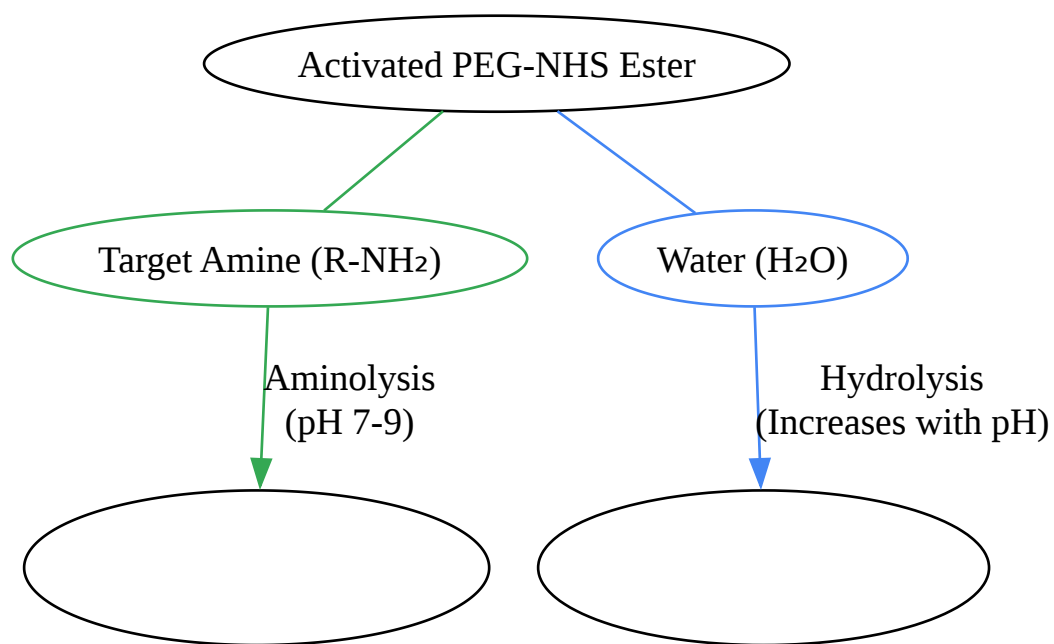 Activated PEG-NHS Ester
Target Amine (R-NH₂)
Water (H₂O)
Aminolysis
(pH 7-9)
Hydrolysis
(Increases with pH)